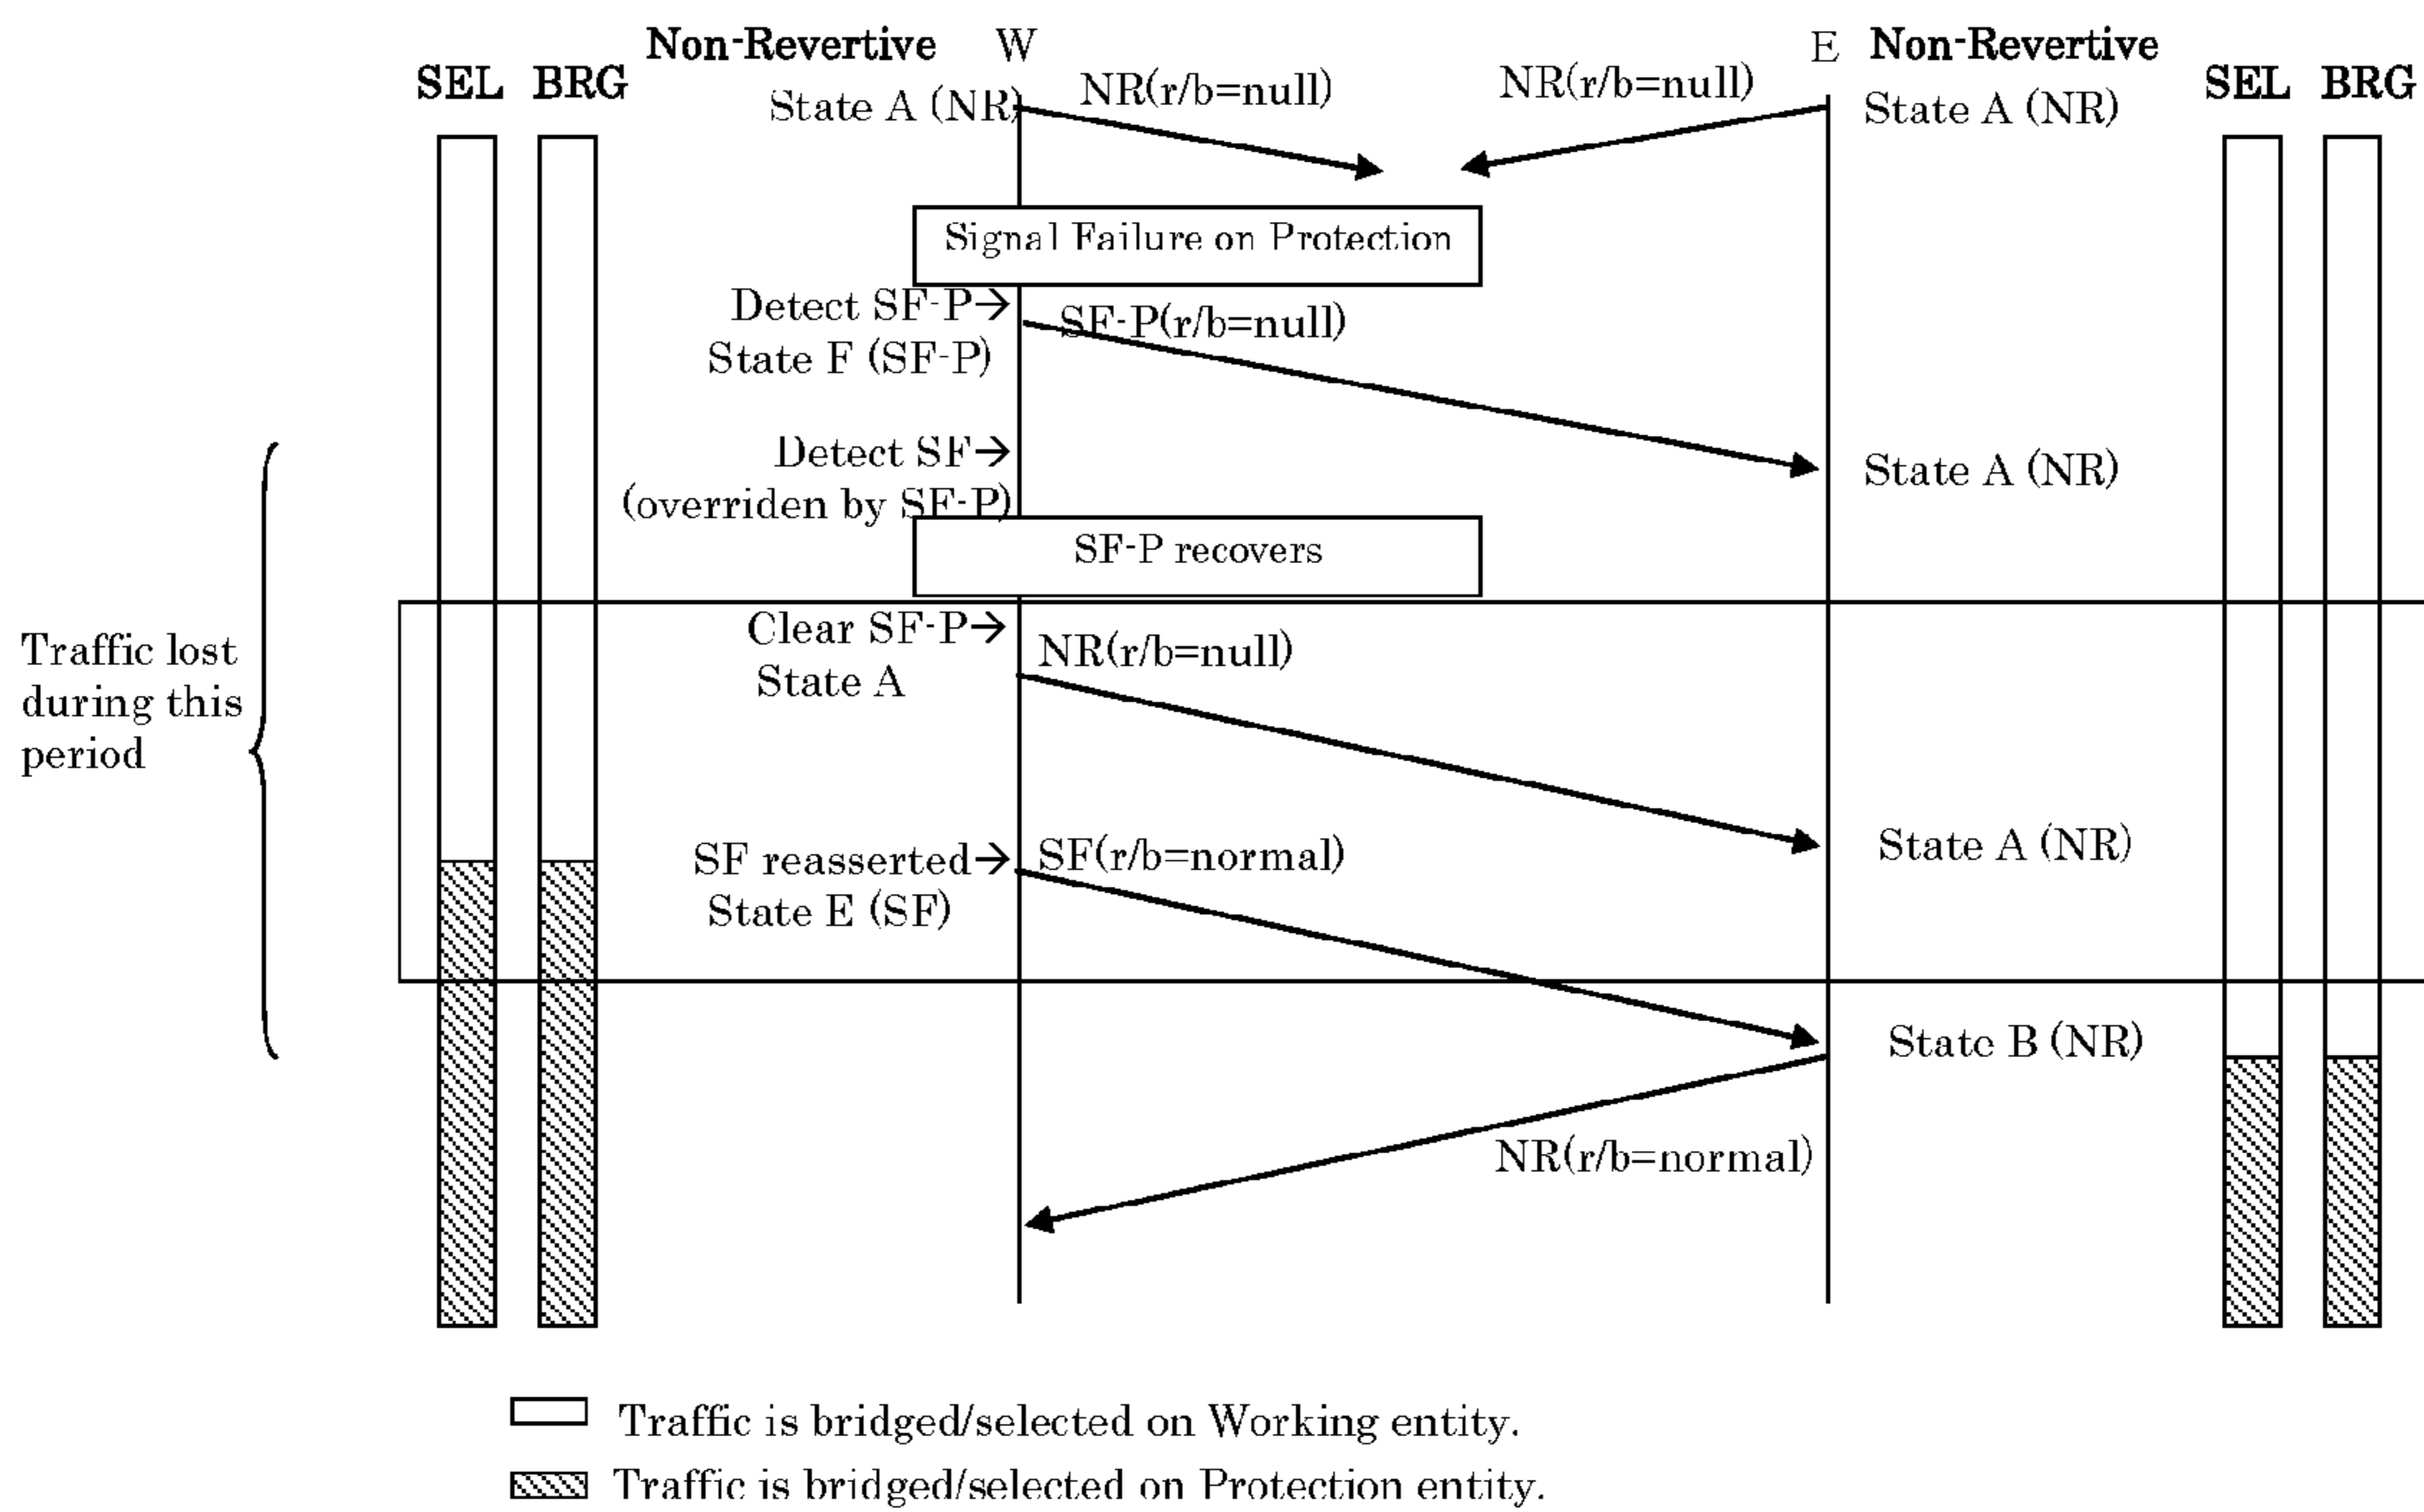 Non-Revertive W E Non-Revertive
SEL BRG SEL BRG
State A (NR) NR(r/b=null) NR(r/b=null) State A (NR)
Signal Failure on Protection
Detect SF-P→
SF-P(r/b=null)
State F (SF-P)
Detect SF→
State A (NR)
(overriden by SF-P)
SF-P recovers
Clear SF-P→
NR(r/b=null)
State A
Traffic lost
during this
period
SF reasserted→ SF(r/b=normal) State A (NR)
State E (SF)
State B (NR)
NR(r/b=normal)
Traffic is bridged/selected on Working entity.
Traffic is bridged/selected on Protection entity.